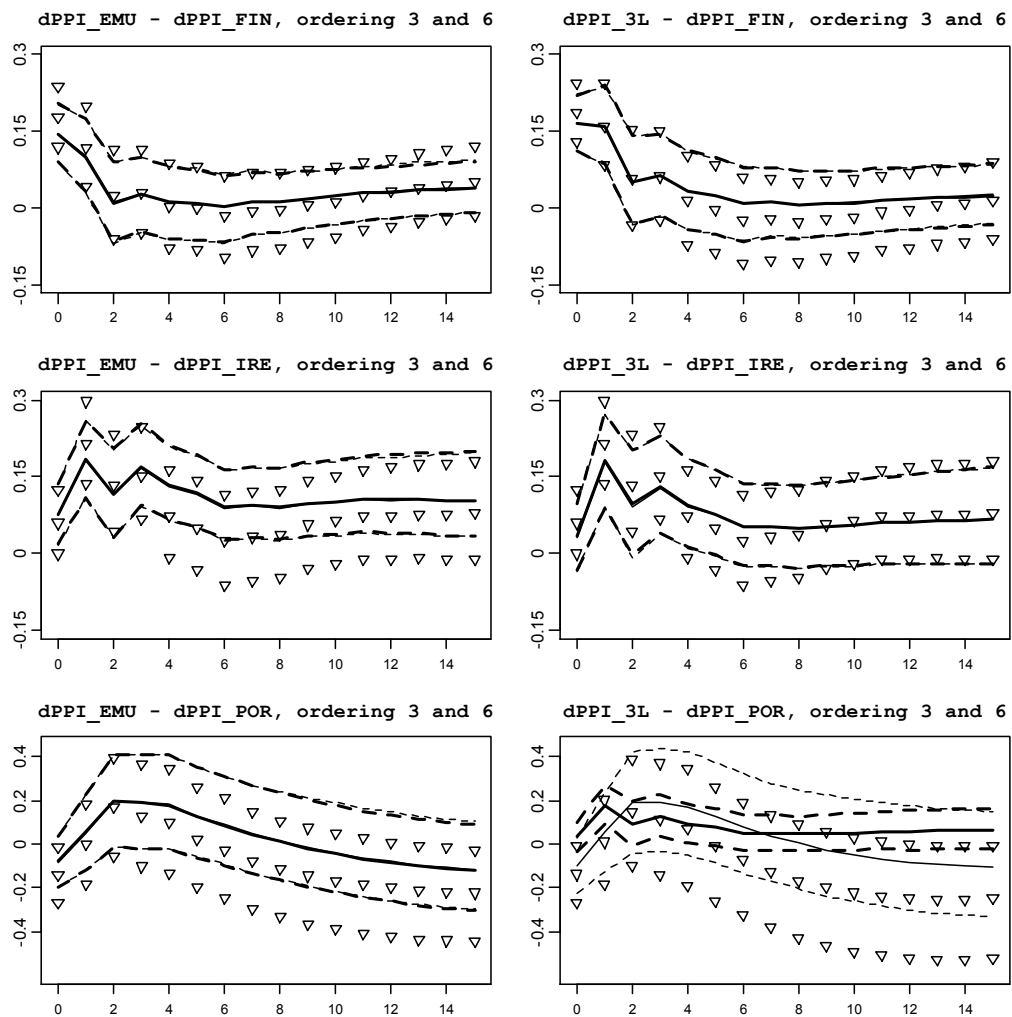 dPPI_EMU - dPPI_FIN, ordering 3 and 6
0.3
0.15
0
-0.15
0 2 4 6 8 10 12 14
dPPI_3L - dPPI_FIN, ordering 3 and 6
0.3
0.15
0
-0.15
0 2 4 6 8 10 12 14
dPPI_EMU - dPPI_IRE, ordering 3 and 6
0.3
0.15
0
-0.15
0 2 4 6 8 10 12 14
dPPI_3L - dPPI_IRE, ordering 3 and 6
0.3
0.15
0
-0.15
0 2 4 6 8 10 12 14
dPPI_EMU - dPPI_POR, ordering 3 and 6
0.4
0.2
0
-0.2
-0.4
0 2 4 6 8 10 12 14
dPPI_3L - dPPI_POR, ordering 3 and 6
0.4
0.2
0
-0.2
-0.4
0 2 4 6 8 10 12 14